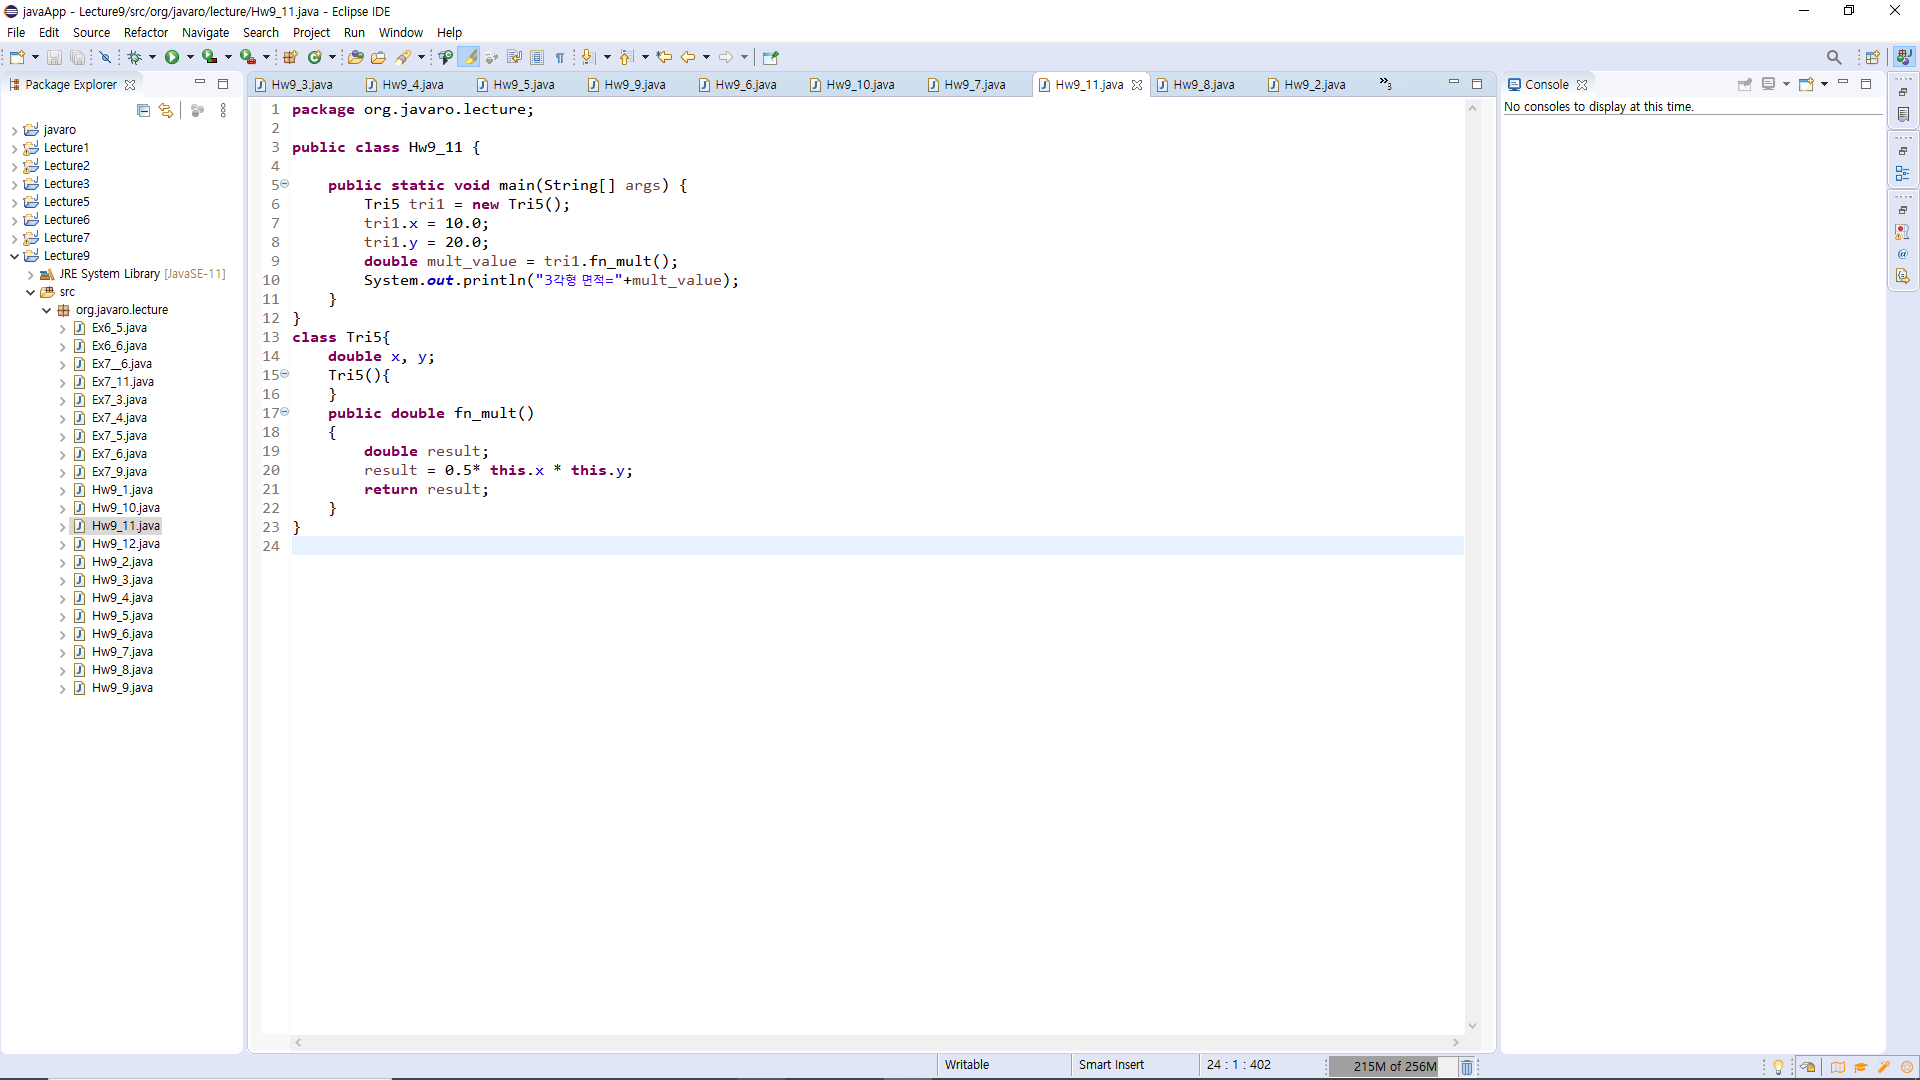 javaApp - Lecture9/src/org/javaro/lecture/Hw9_11.java - Eclipse IDE
File Edit Source Refactor Navigate Search Project Run Window Help
Package Explorer
javaro
Lecture1
Lecture2
Lecture3
Lecture5
Lecture6
Lecture7
Lecture9
JRE System Library [JavaSE-11]
src
org.javaro.lecture
Ex6_5.java
Ex6_6.java
Ex7__6.java
Ex7_11.java
Ex7_3.java
Ex7_4.java
Ex7_5.java
Ex7_6.java
Ex7_9.java
Hw9_1.java
Hw9_10.java
Hw9_11.java
Hw9_12.java
Hw9_2.java
Hw9_3.java
Hw9_4.java
Hw9_5.java
Hw9_6.java
Hw9_7.java
Hw9_8.java
Hw9_9.java
Hw9_3.java Hw9_4.java Hw9_5.java Hw9_9.java Hw9_6.java Hw9_10.java Hw9_7.java Hw9_11.java Hw9_8.java Hw9_2.java »3
1 package org.javaro.lecture;
2
3 public class Hw9_11 {
4
5 public static void main(String[] args) {
6 Tri5 tri1 = new Tri5();
7 tri1.x = 10.0;
8 tri1.y = 20.0;
9 double mult_value = tri1.fn_mult();
10 System.out.println("3각형 면적="+mult_value);
11 }
12 }
13 class Tri5{
14 double x, y;
15 Tri5(){
16 }
17 public double fn_mult()
18 {
19 double result;
20 result = 0.5* this.x * this.y;
21 return result;
22 }
23 }
24
Console
No consoles to display at this time.
Writable Smart Insert 24 : 1 : 402 215M of 256M